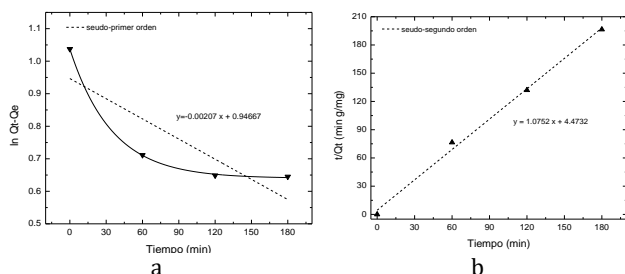 seudo-primer orden
y=-0.00207 x + 0.94667
ln Qt-Qe
1.1
1.0
0.9
0.8
0.7
0.6
0.5
0 30 60 90 120 150 180
Tiempo (min)
a
seudo-segundo orden
y = 1.0752 x + 4.4732
t/Qt (min g/mg)
210
180
150
120
90
60
30
0
0 30 60 90 120 150 180
Tiempo (min)
b